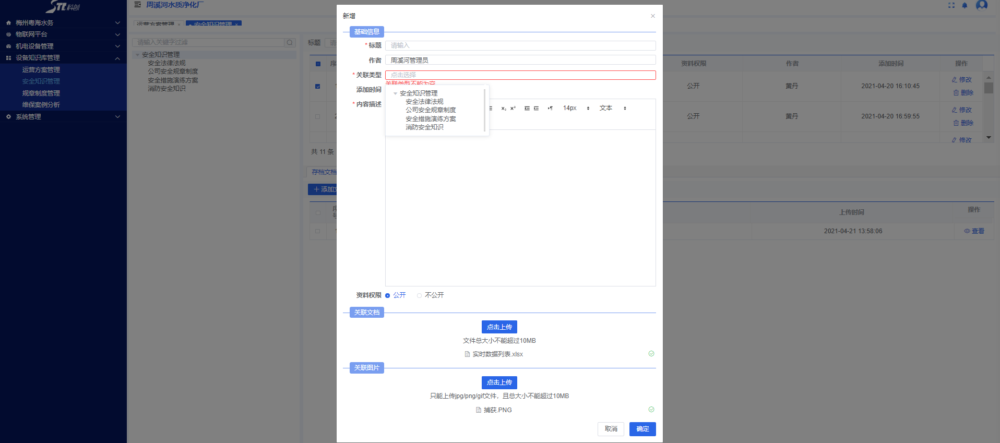 STt科创
周溪河水质净化厂
新增
×
梅州粤海水务
物联网平台
机电设备管理
设备知识库管理
运营方案管理
安全知识管理
规章制度管理
维保案例分析
系统管理
运营方案管理 ×
安全知识管理 ×
请输入关键字过滤
安全知识管理
安全法律法规
公司安全规章制度
安全措施演练方案
消防安全知识
标题 请
序
资料权限 作者 添加时间 操作
1 公开 黄丹 2021-04-20 16:10:45 修改
删除
2 公开 黄丹 2021-04-20 16:59:55 修改
删除
修改
共 11 条
存档文档
添加文
序号 上传时间 操作
1 2021-04-21 13:58:06 查看
基础信息
* 标题 请输入
作者 周溪河管理员
* 关联类型 点击选择
关联类型不能为空
添加时间
安全知识管理
安全法律法规
公司安全规章制度
安全措施演练方案
消防安全知识
* 内容描述
x₂ x² 14px 文本
资料权限 公开 不公开
关联文档
点击上传
文件总大小不能超过10MB
实时数据列表.xlsx
关联图片
点击上传
只能上传jpg/png/gif文件，且总大小不能超过10MB
捕获.PNG
取消 确定